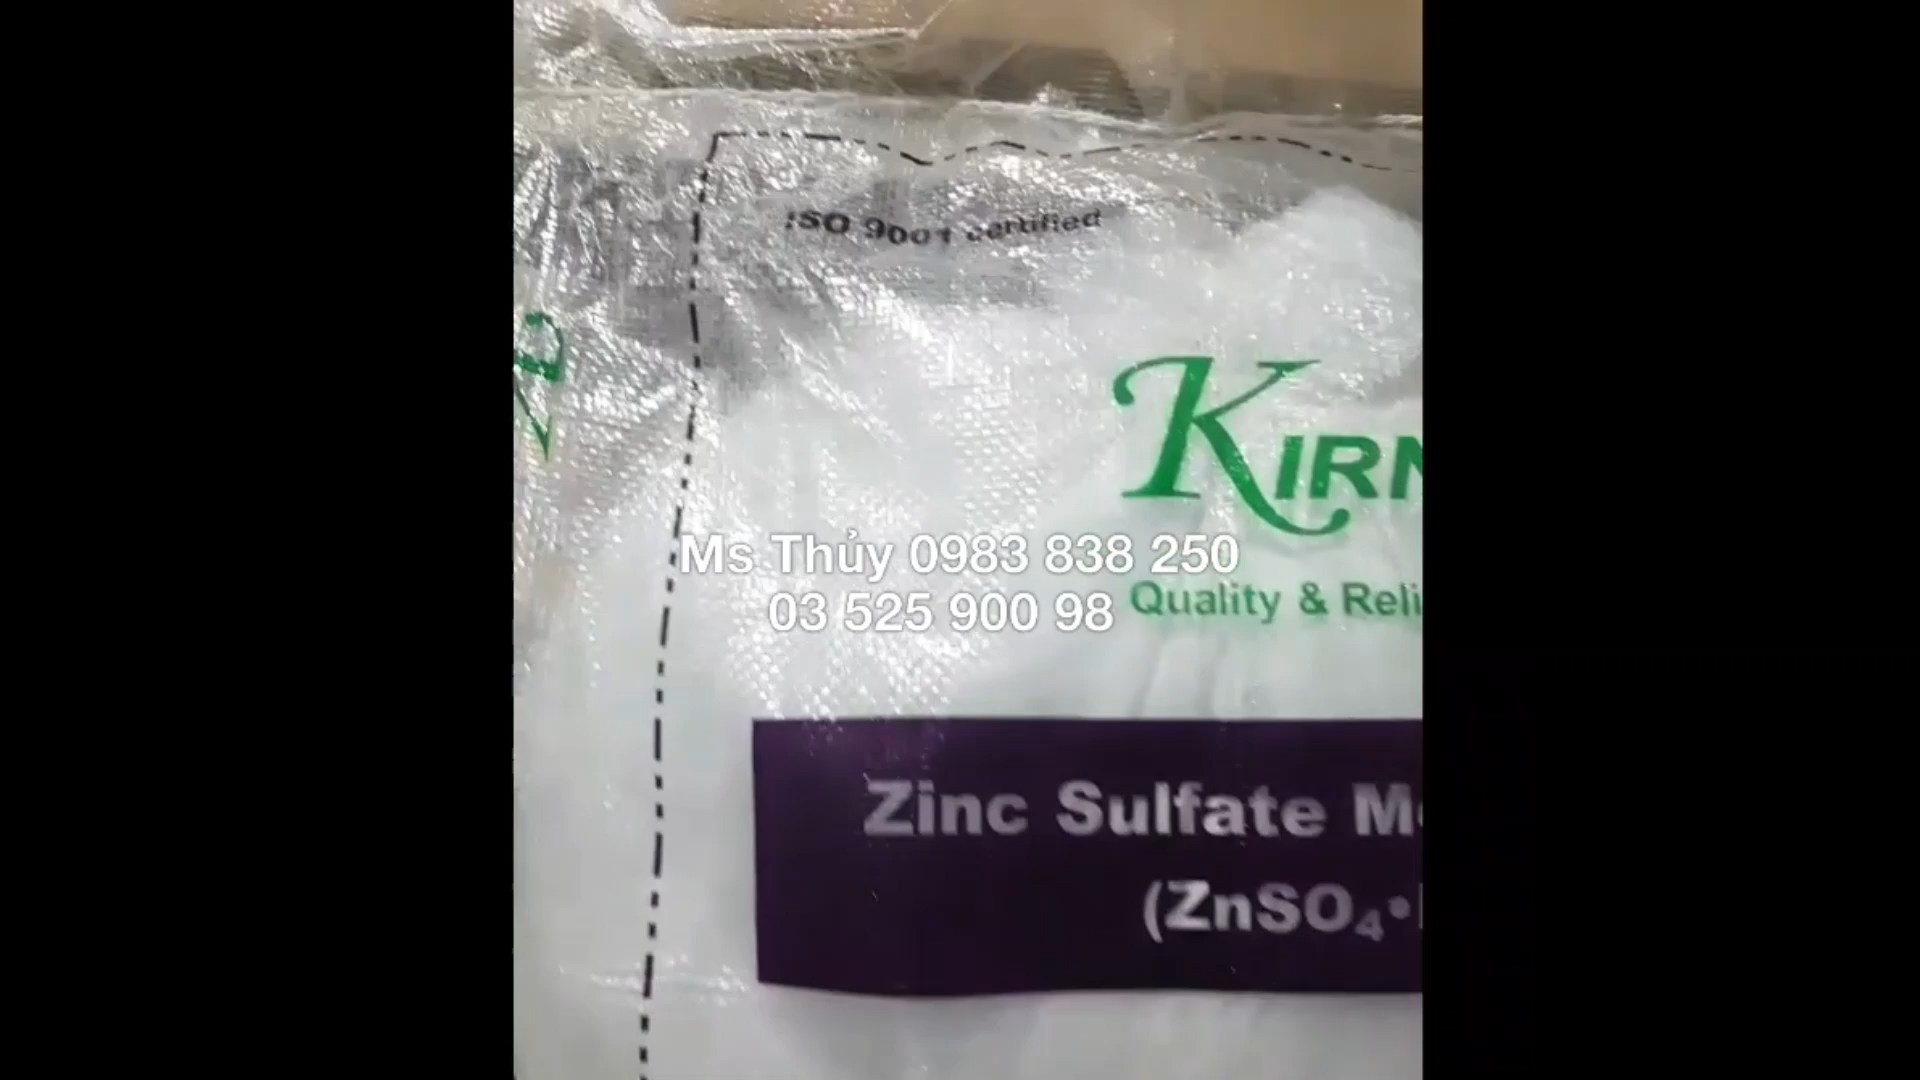 ISO 9001 certified
KIRN
Ms Thủy 0983 838 250
03 525 900 98
Quality & Reli
Zinc Sulfate M
(ZnSO₄•